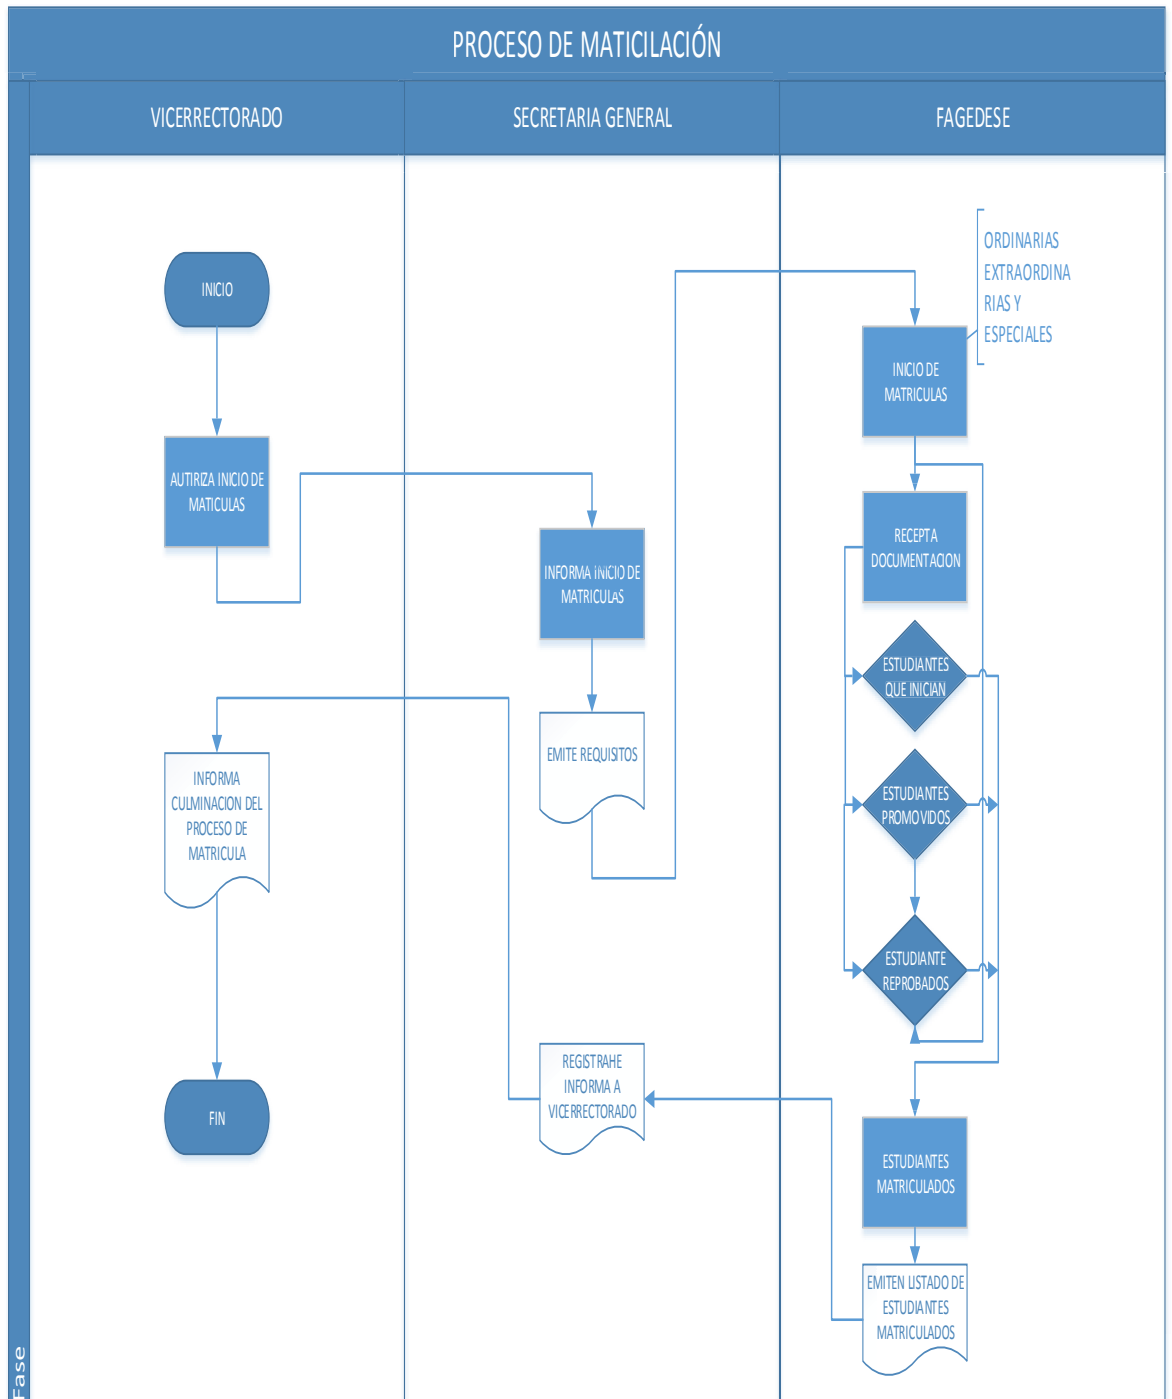 PROCESO DE MATICILACIÓN
VICERRECTORADO
SECRETARIA GENERAL
FAGEDESE
INICIO
AUTIRIZA INICIO DE
MATICULAS
INFORMA INICIO DE
MATRICULAS
EMITE REQUISITOS
ORDINARIAS
EXTRAORDINA
RIAS Y
ESPECIALES
INICIO DE
MATRICULAS
RECEPTA
DOCUMENTACION
ESTUDIANTES
QUE INICIAN
ESTUDIANTES
PROMOVIDOS
ESTUDIANTE
REPROBADOS
ESTUDIANTES
MATRICULADOS
EMITEN LISTADO DE
ESTUDIANTES
MATRICULADOS
REGISTRAHE
INFORMA A
VICERRECTORADO
INFORMA
CULMINACION DEL
PROCESO DE
MATRICULA
FIN
Fase